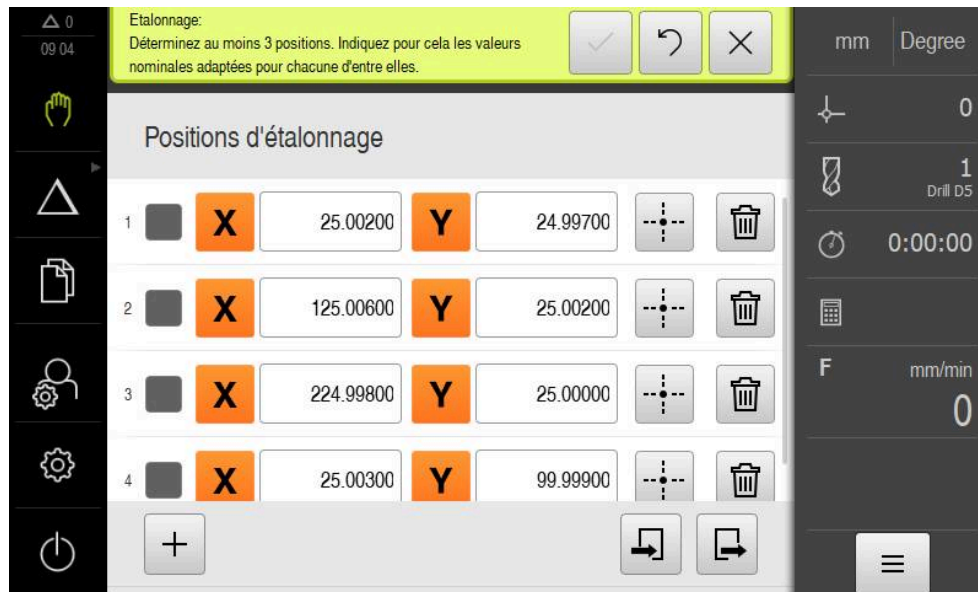 0
09 04
Etalonnage:
Déterminez au moins 3 positions. Indiquez pour cela les valeurs
nominales adaptées pour chacune d'entre elles.
mm Degree
Positions d'étalonnage
0
1
Drill D5
0:00:00
F mm/min
0
1 X 25.00200 Y 24.99700
2 X 125.00600 Y 25.00200
3 X 224.99800 Y 25.00000
4 X 25.00300 Y 99.99900